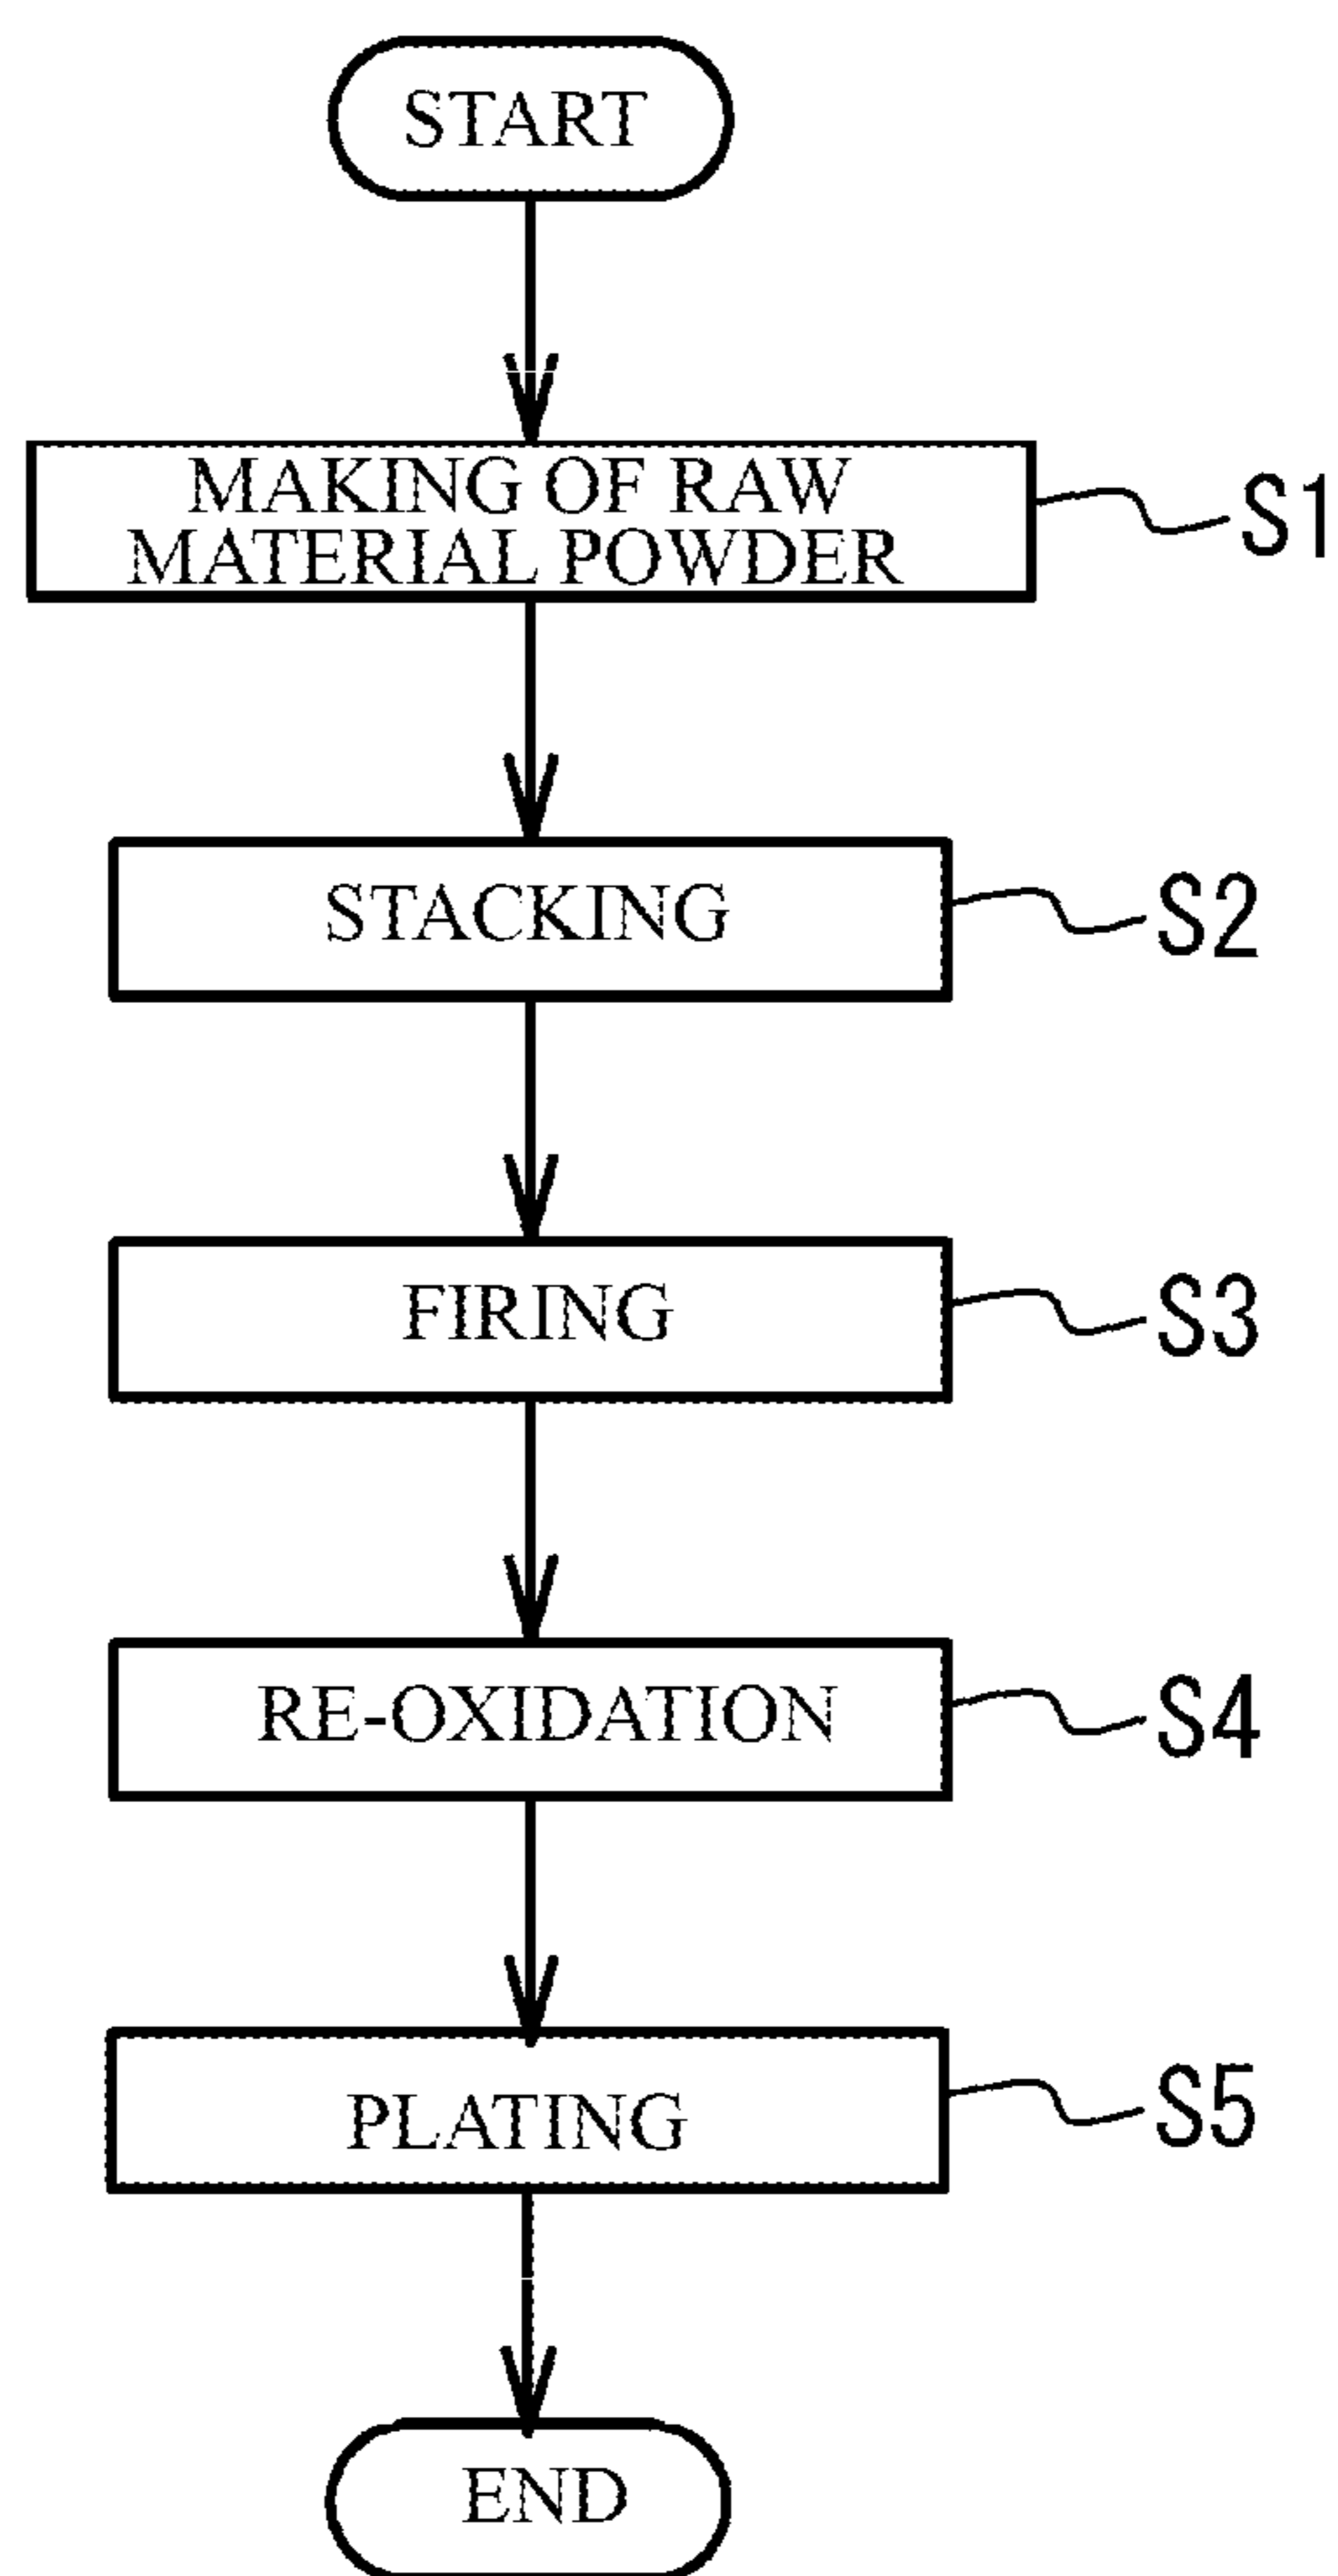 START
MAKING OF RAW
MATERIAL POWDER
S1
STACKING
S2
FIRING
S3
RE-OXIDATION
S4
PLATING
S5
END